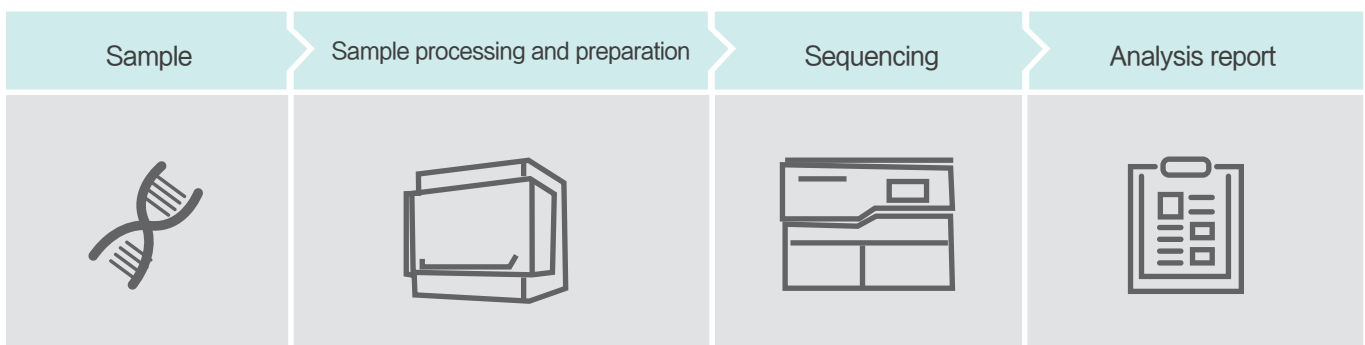 Sample
Sample processing and preparation
Sequencing
Analysis report